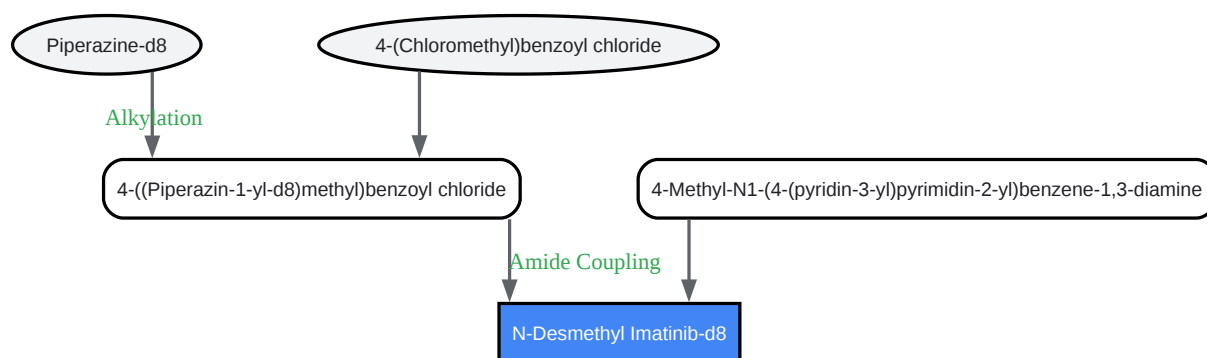 Piperazine-d8
4-(Chloromethyl)benzoyl chloride
Alkylation
4-((Piperazin-1-yl-d8)methyl)benzoyl chloride
4-Methyl-N1-(4-(pyridin-3-yl)pyrimidin-2-yl)benzene-1,3-diamine
Amide Coupling
N-Desmethyl Imatinib-d8